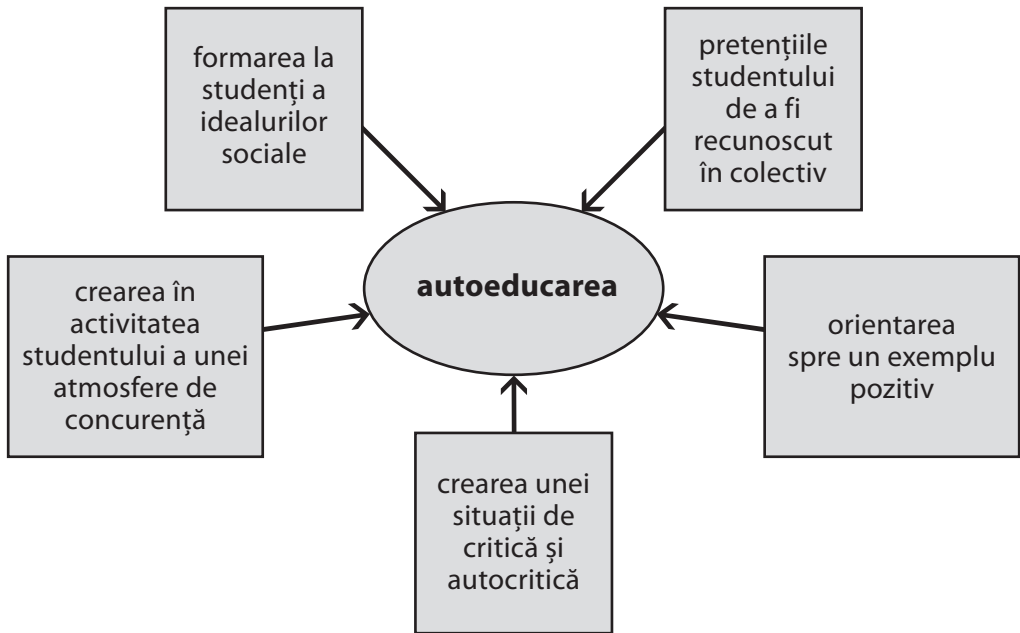 formarea la
studenți a
idealurilor
sociale
pretențiile
studentului
de a fi
recunoscut
în colectiv
autoeducarea
crearea în
activitatea
studentului a unei
atmosfere de
concurență
orientarea
spre un exemplu
pozitiv
crearea unei
situații de
critică și
autocritică